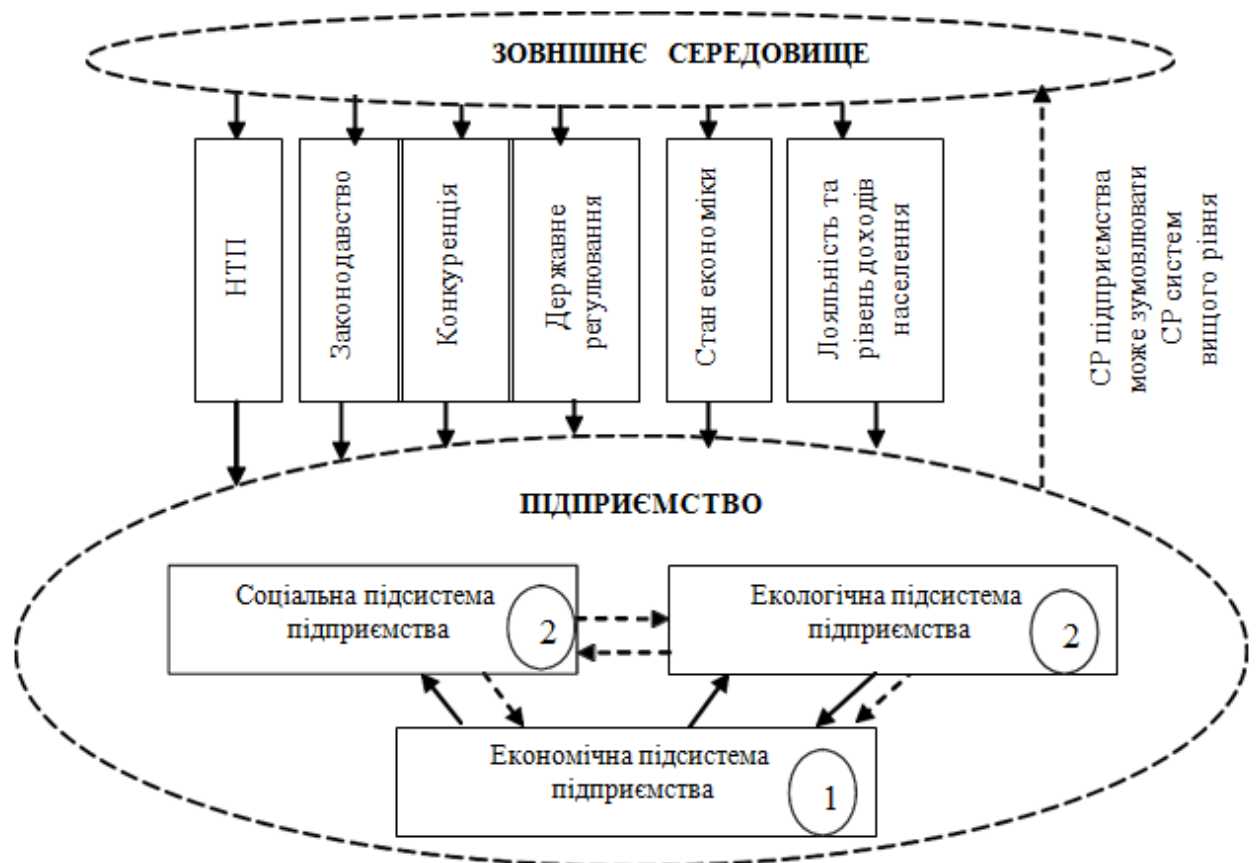 ЗОВНІШНЄ СЕРЕДОВИЩЕ
НТП
Законодавство
Конкуренція
Державне
регулювання
Стан економіки
Лояльність та
рівень доходів
населення
СР підприємства
може зумовлювати
СР систем
вищого рівня
ПІДПРИЄМСТВО
Соціальна підсистема
підприємства
2
Екологічна підсистема
підприємства
2
Економічна підсистема
підприємства
1